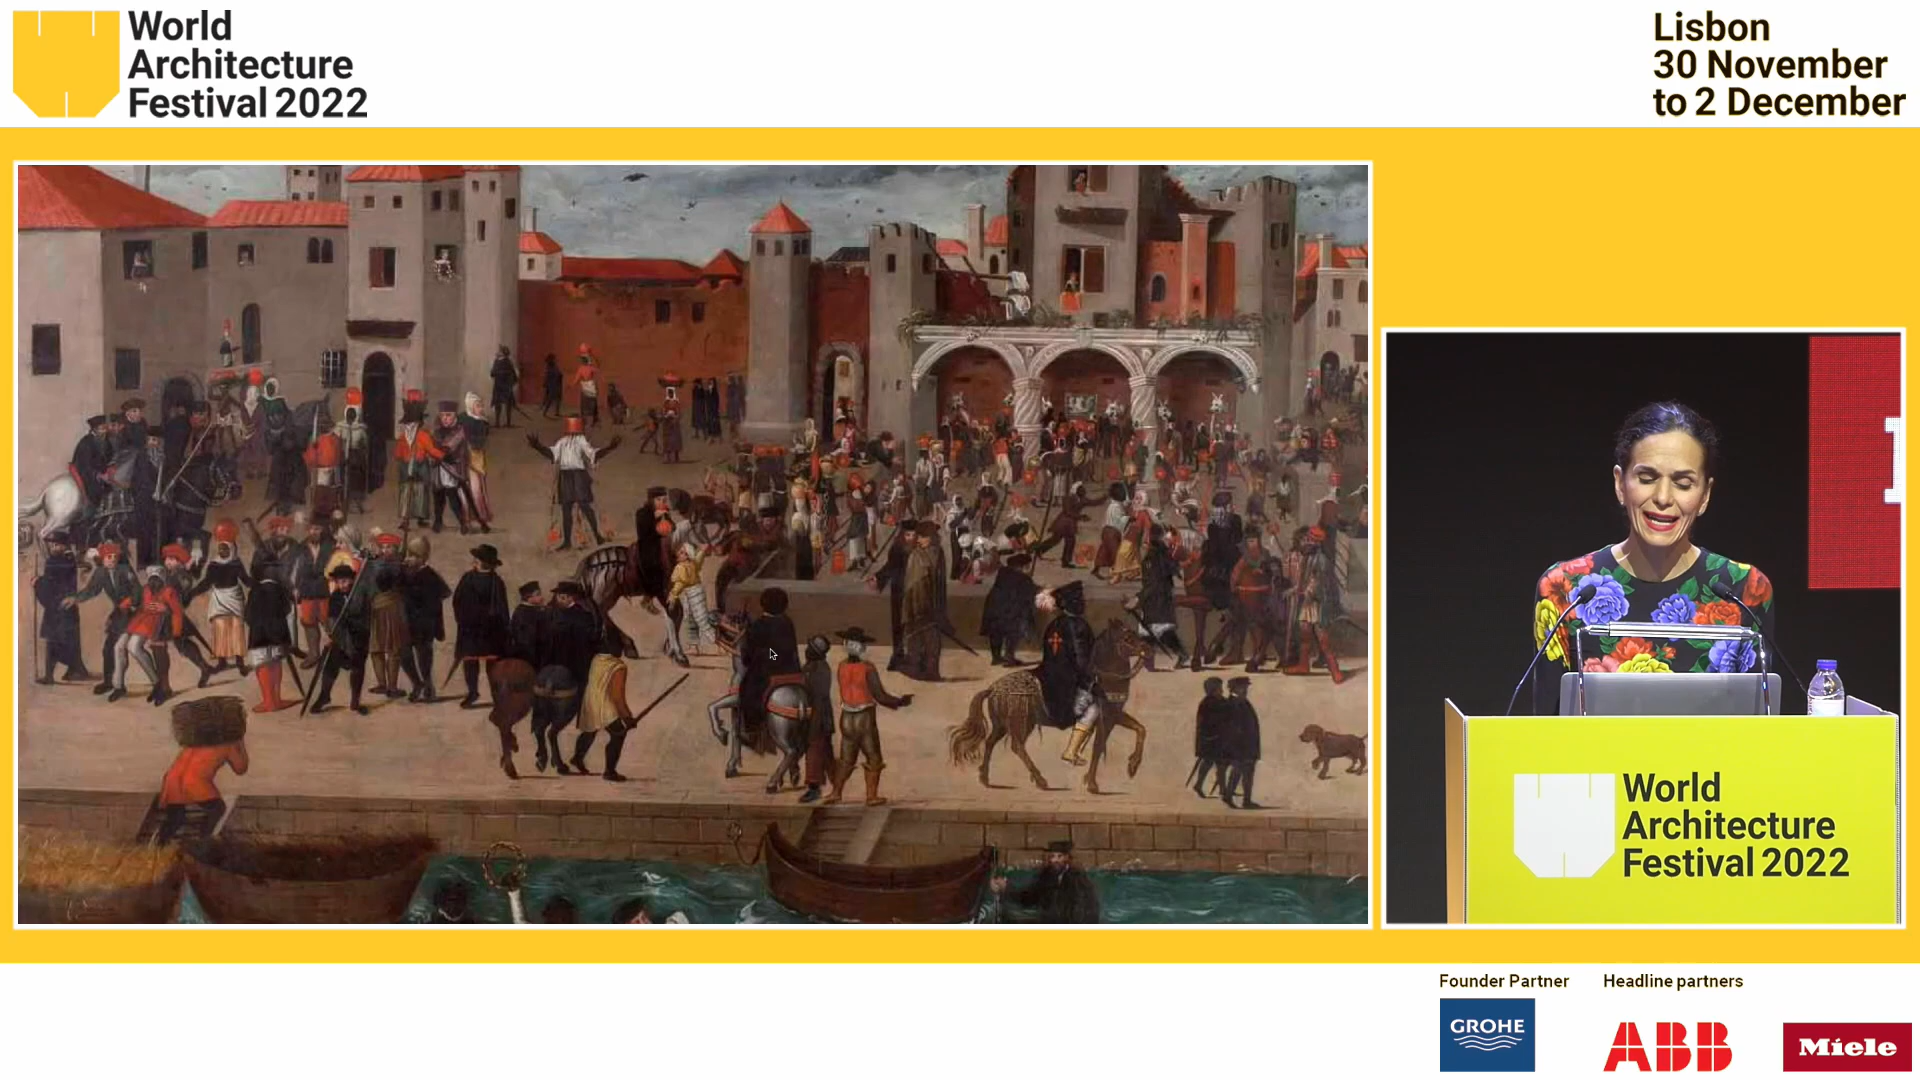 World
Architecture
Festival 2022
Lisbon
30 November
to 2 December
World
Architecture
Festival 2022
Founder Partner
Headline partners
GROHE
ABB
Miele